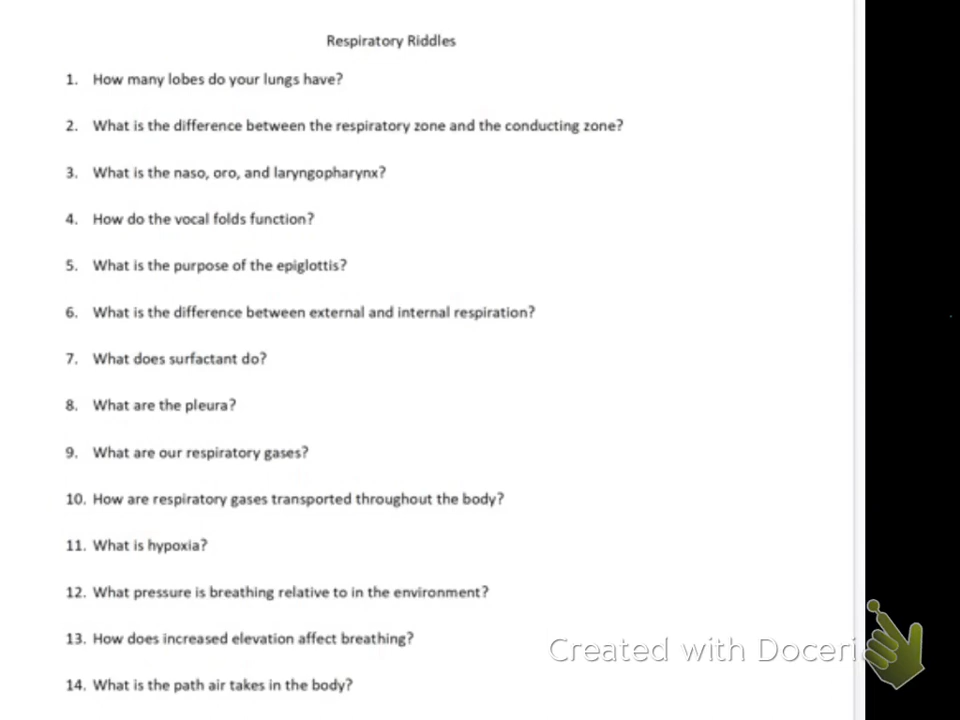 Respiratory Riddles
1. How many lobes do your lungs have?
2. What is the difference between the respiratory zone and the conducting zone?
3. What is the naso, oro, and laryngopharynx?
4. How do the vocal folds function?
5. What is the purpose of the epiglottis?
6. What is the difference between external and internal respiration?
7. What does surfactant do?
8. What are the pleura?
9. What are our respiratory gases?
10. How are respiratory gases transported throughout the body?
11. What is hypoxia?
12. What pressure is breathing relative to in the environment?
13. How does increased elevation affect breathing?
Created with Doceri
14. What is the path air takes in the body?